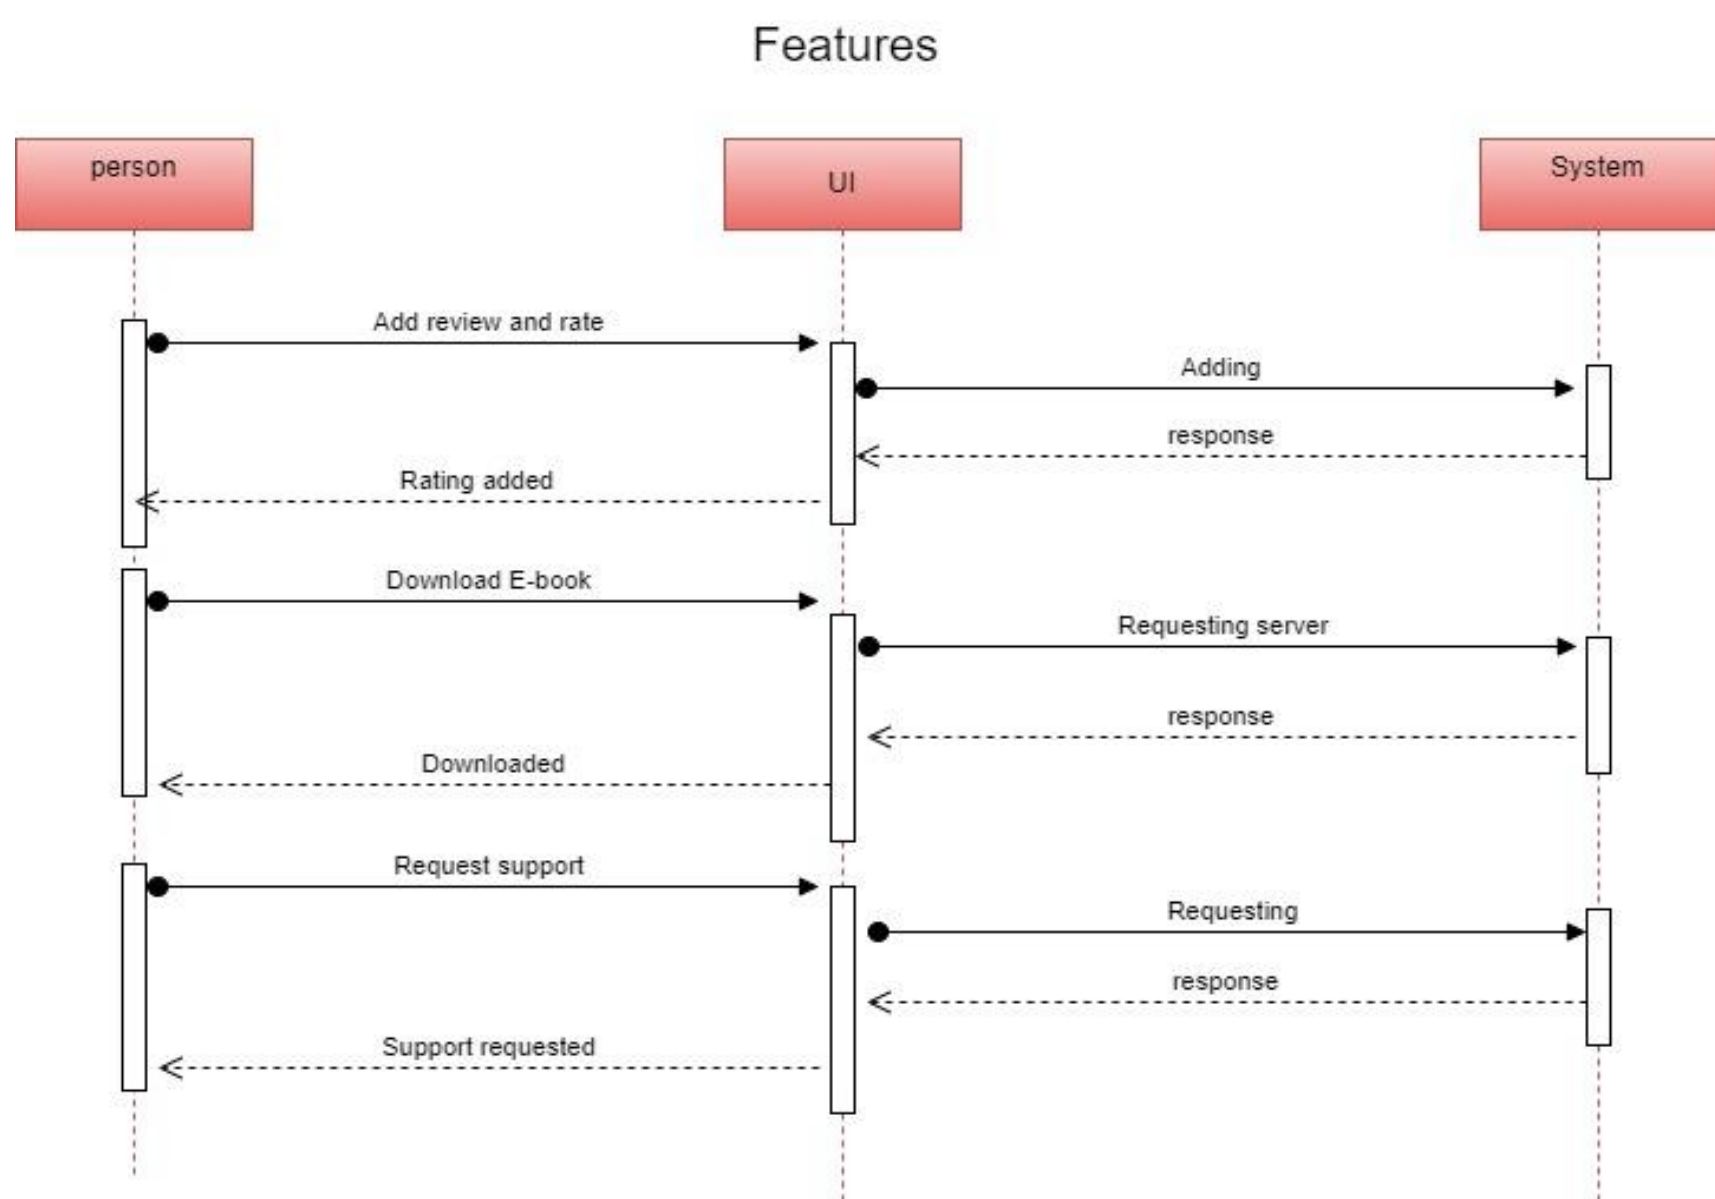 Features
person
UI
System
Add review and rate
Adding
response
Rating added
Download E-book
Requesting server
response
Downloaded
Request support
Requesting
response
Support requested